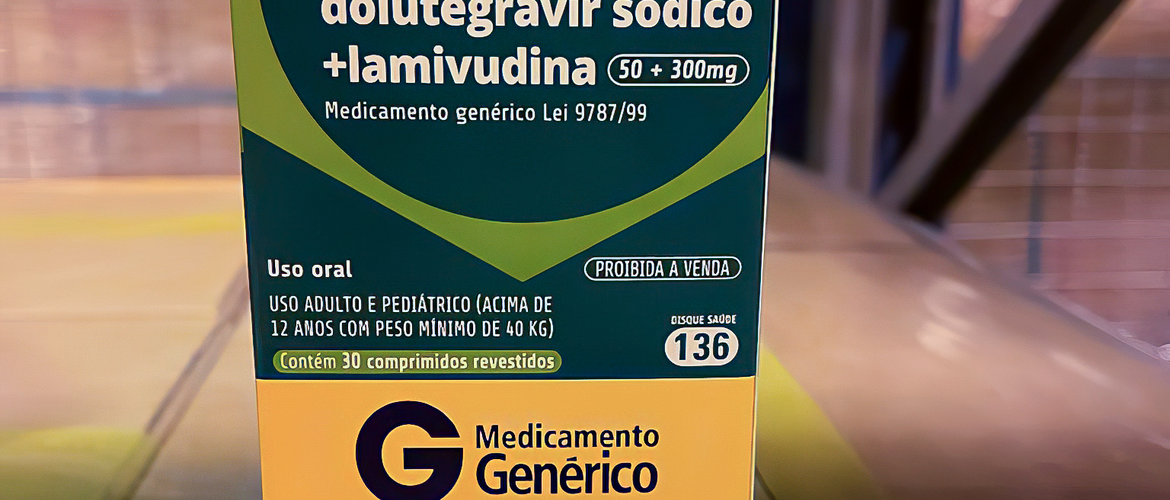 dolutegravir sódico
+lamivudina 50 + 300mg
Medicamento genérico Lei 9787/99
Uso oral
PROIBIDA A VENDA
USO ADULTO E PEDIÁTRICO (ACIMA DE
12 ANOS COM PESO MÍNIMO DE 40 KG)
DISQUE SAÚDE
136
Contém 30 comprimidos revestidos
G Medicamento
Genérico